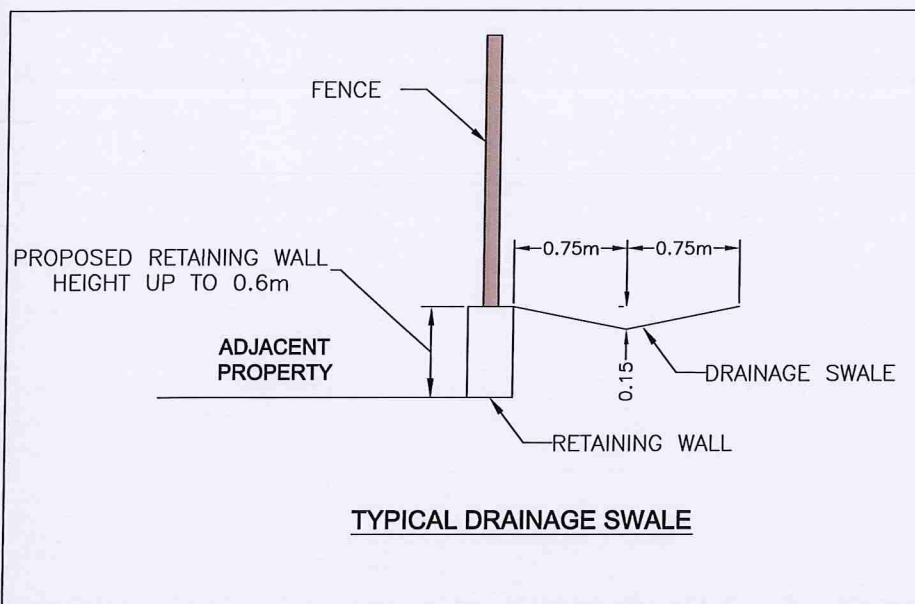 FENCE
0.75m
0.75m
PROPOSED RETAINING WALL
HEIGHT UP TO 0.6m
ADJACENT
PROPERTY
0.15
DRAINAGE SWALE
RETAINING WALL
TYPICAL DRAINAGE SWALE